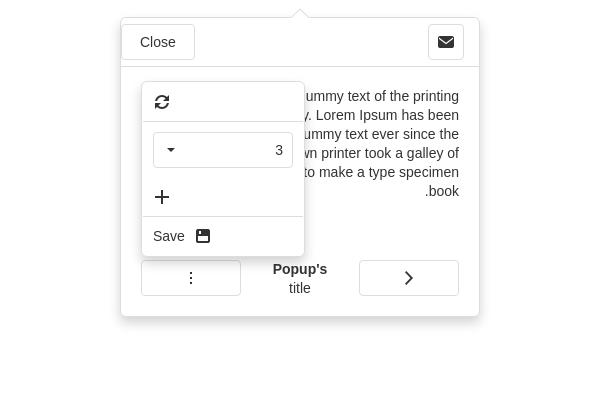 Close
ummy text of the printing
Lorem Ipsum has been
ummy text ever since the
printer took a galley of
to make a type specimen
.book
3
Save
Popup's
title